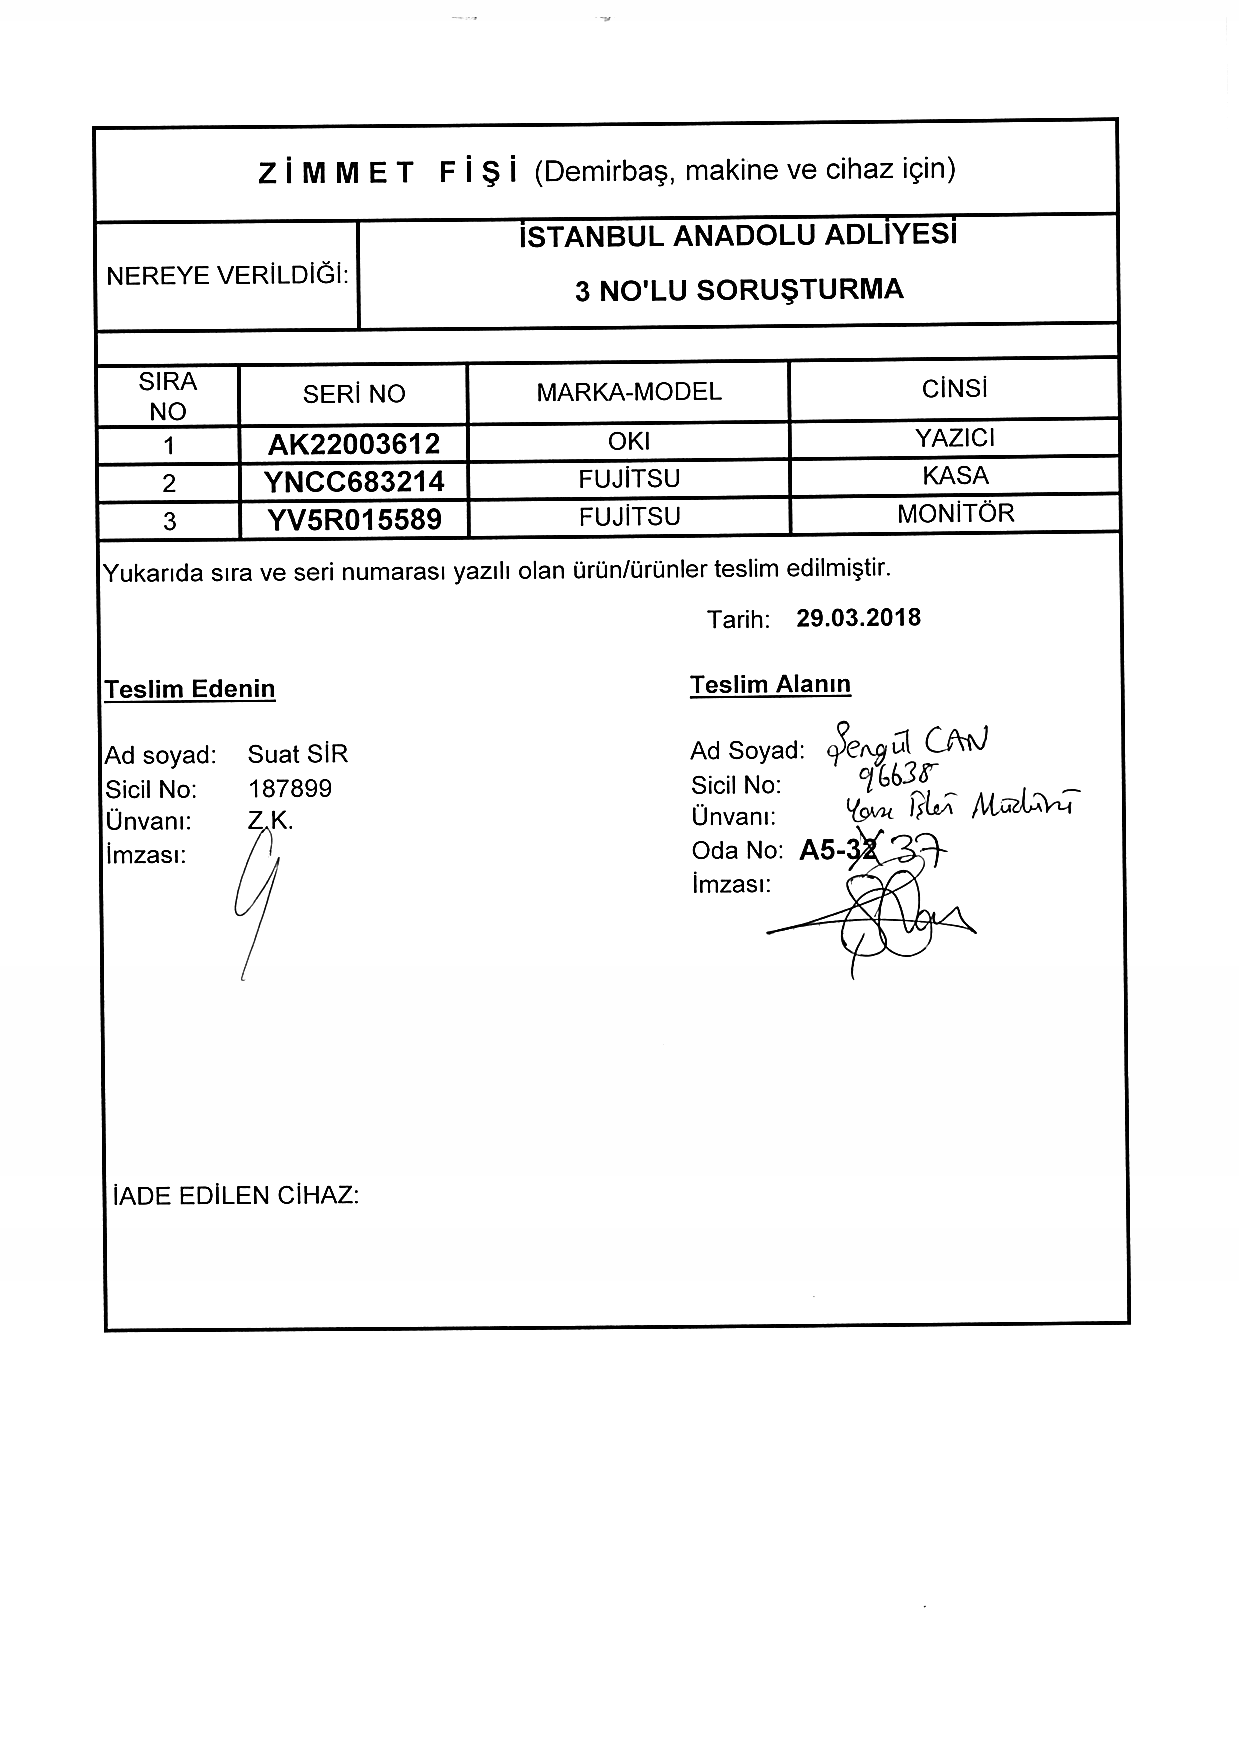 ZİMMET FİŞİ (Demirbaş, makine ve cihaz için)
NEREYE VERİLDİĞİ:
İSTANBUL ANADOLU ADLİYESİ
3 NO'LU SORUŞTURMA
SIRA NO SERİ NO MARKA-MODEL CİNSİ
1 AK22003612 OKI YAZICI
2 YNCC683214 FUJİTSU KASA
3 YV5R015589 FUJİTSU MONİTÖR
Yukarıda sıra ve seri numarası yazılı olan ürün/ürünler teslim edilmiştir.
Tarih: 29.03.2018
Teslim Edenin
Ad soyad: Suat SİR
Sicil No: 187899
Ünvanı: Z.K.
İmzası:
Teslim Alanın
Ad Soyad: Şengül CAN
Sicil No: 96638
Ünvanı: Yazı İşleri Müdürü
Oda No: A5-32 37
İmzası:
İADE EDİLEN CİHAZ: